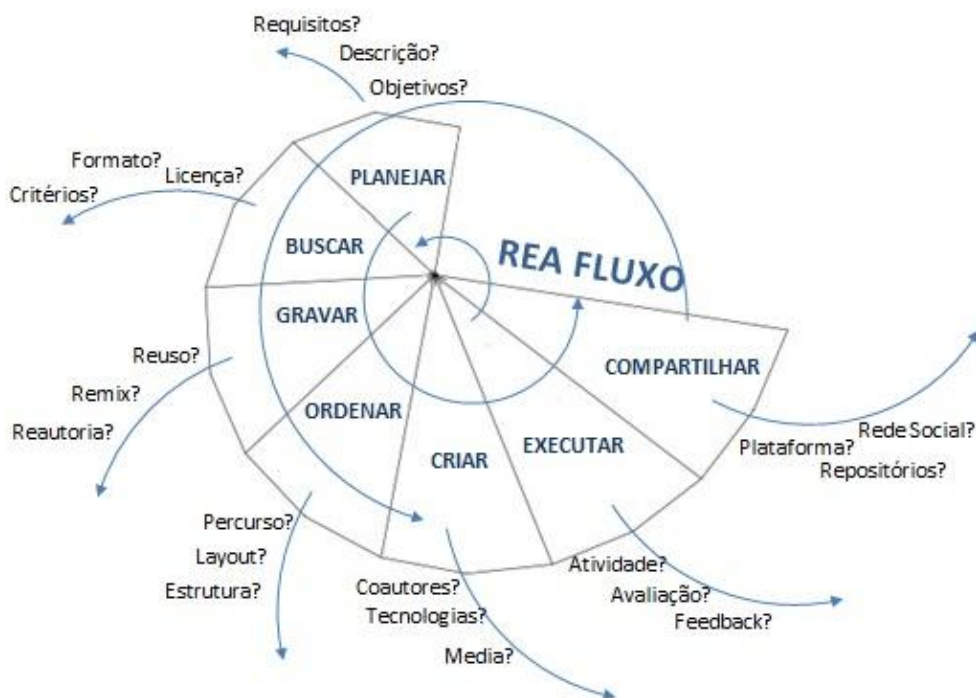 Requisitos?
Descrição?
Objetivos?
PLANEJAR
Formato?
Licença?
Critérios?
BUSCAR
REA FLUXO
GRAVAR
Reuso?
Remix?
Reautoria?
ORDENAR
Percurso?
Layout?
Estrutura?
CRIAR
Coautores?
Tecnologias?
Media?
EXECUTAR
Atividade?
Avaliação?
Feedback?
COMPARTILHAR
Rede Social?
Plataforma?
Repositórios?